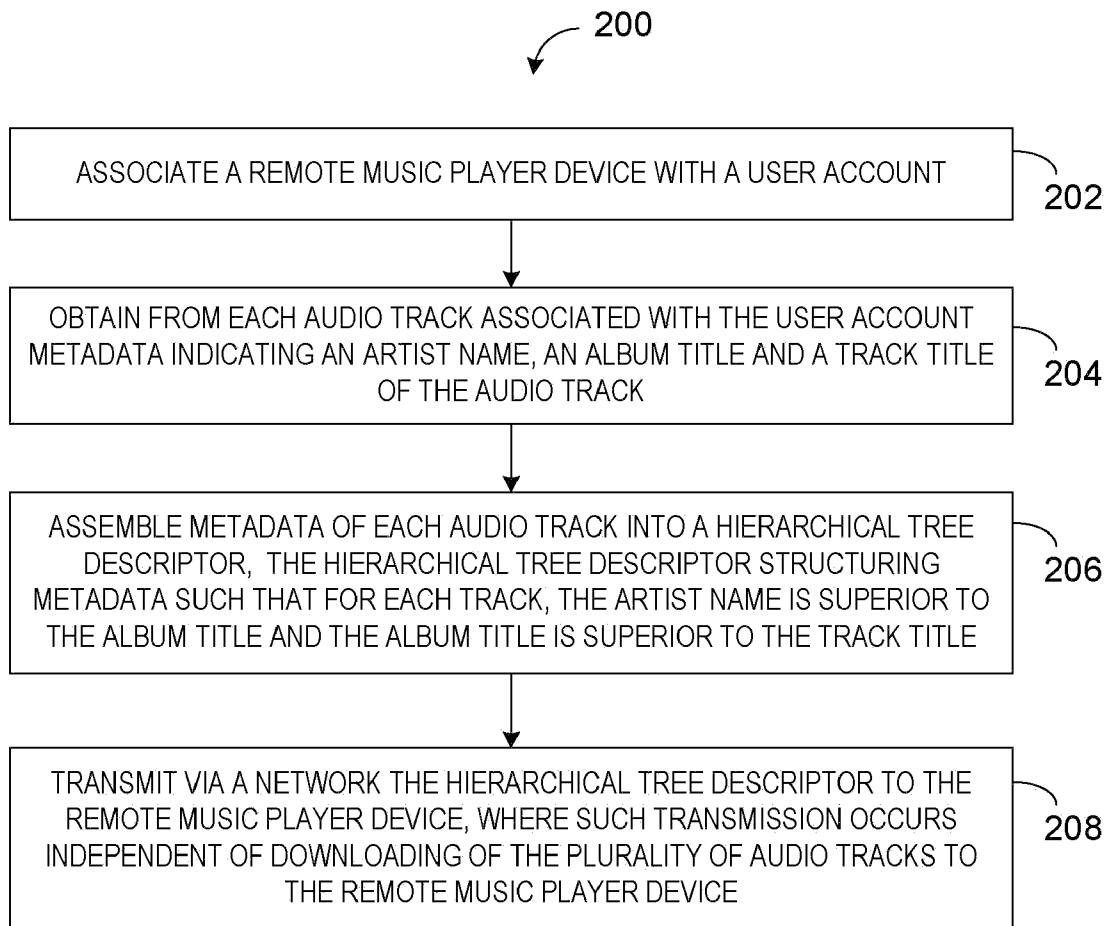 200
ASSOCIATE A REMOTE MUSIC PLAYER DEVICE WITH A USER ACCOUNT
202
OBTAIN FROM EACH AUDIO TRACK ASSOCIATED WITH THE USER ACCOUNT
METADATA INDICATING AN ARTIST NAME, AN ALBUM TITLE AND A TRACK TITLE
OF THE AUDIO TRACK
204
ASSEMBLE METADATA OF EACH AUDIO TRACK INTO A HIERARCHICAL TREE
DESCRIPTOR, THE HIERARCHICAL TREE DESCRIPTOR STRUCTURING
METADATA SUCH THAT FOR EACH TRACK, THE ARTIST NAME IS SUPERIOR TO
THE ALBUM TITLE AND THE ALBUM TITLE IS SUPERIOR TO THE TRACK TITLE
206
TRANSMIT VIA A NETWORK THE HIERARCHICAL TREE DESCRIPTOR TO THE
REMOTE MUSIC PLAYER DEVICE, WHERE SUCH TRANSMISSION OCCURS
INDEPENDENT OF DOWNLOADING OF THE PLURALITY OF AUDIO TRACKS TO
THE REMOTE MUSIC PLAYER DEVICE
208